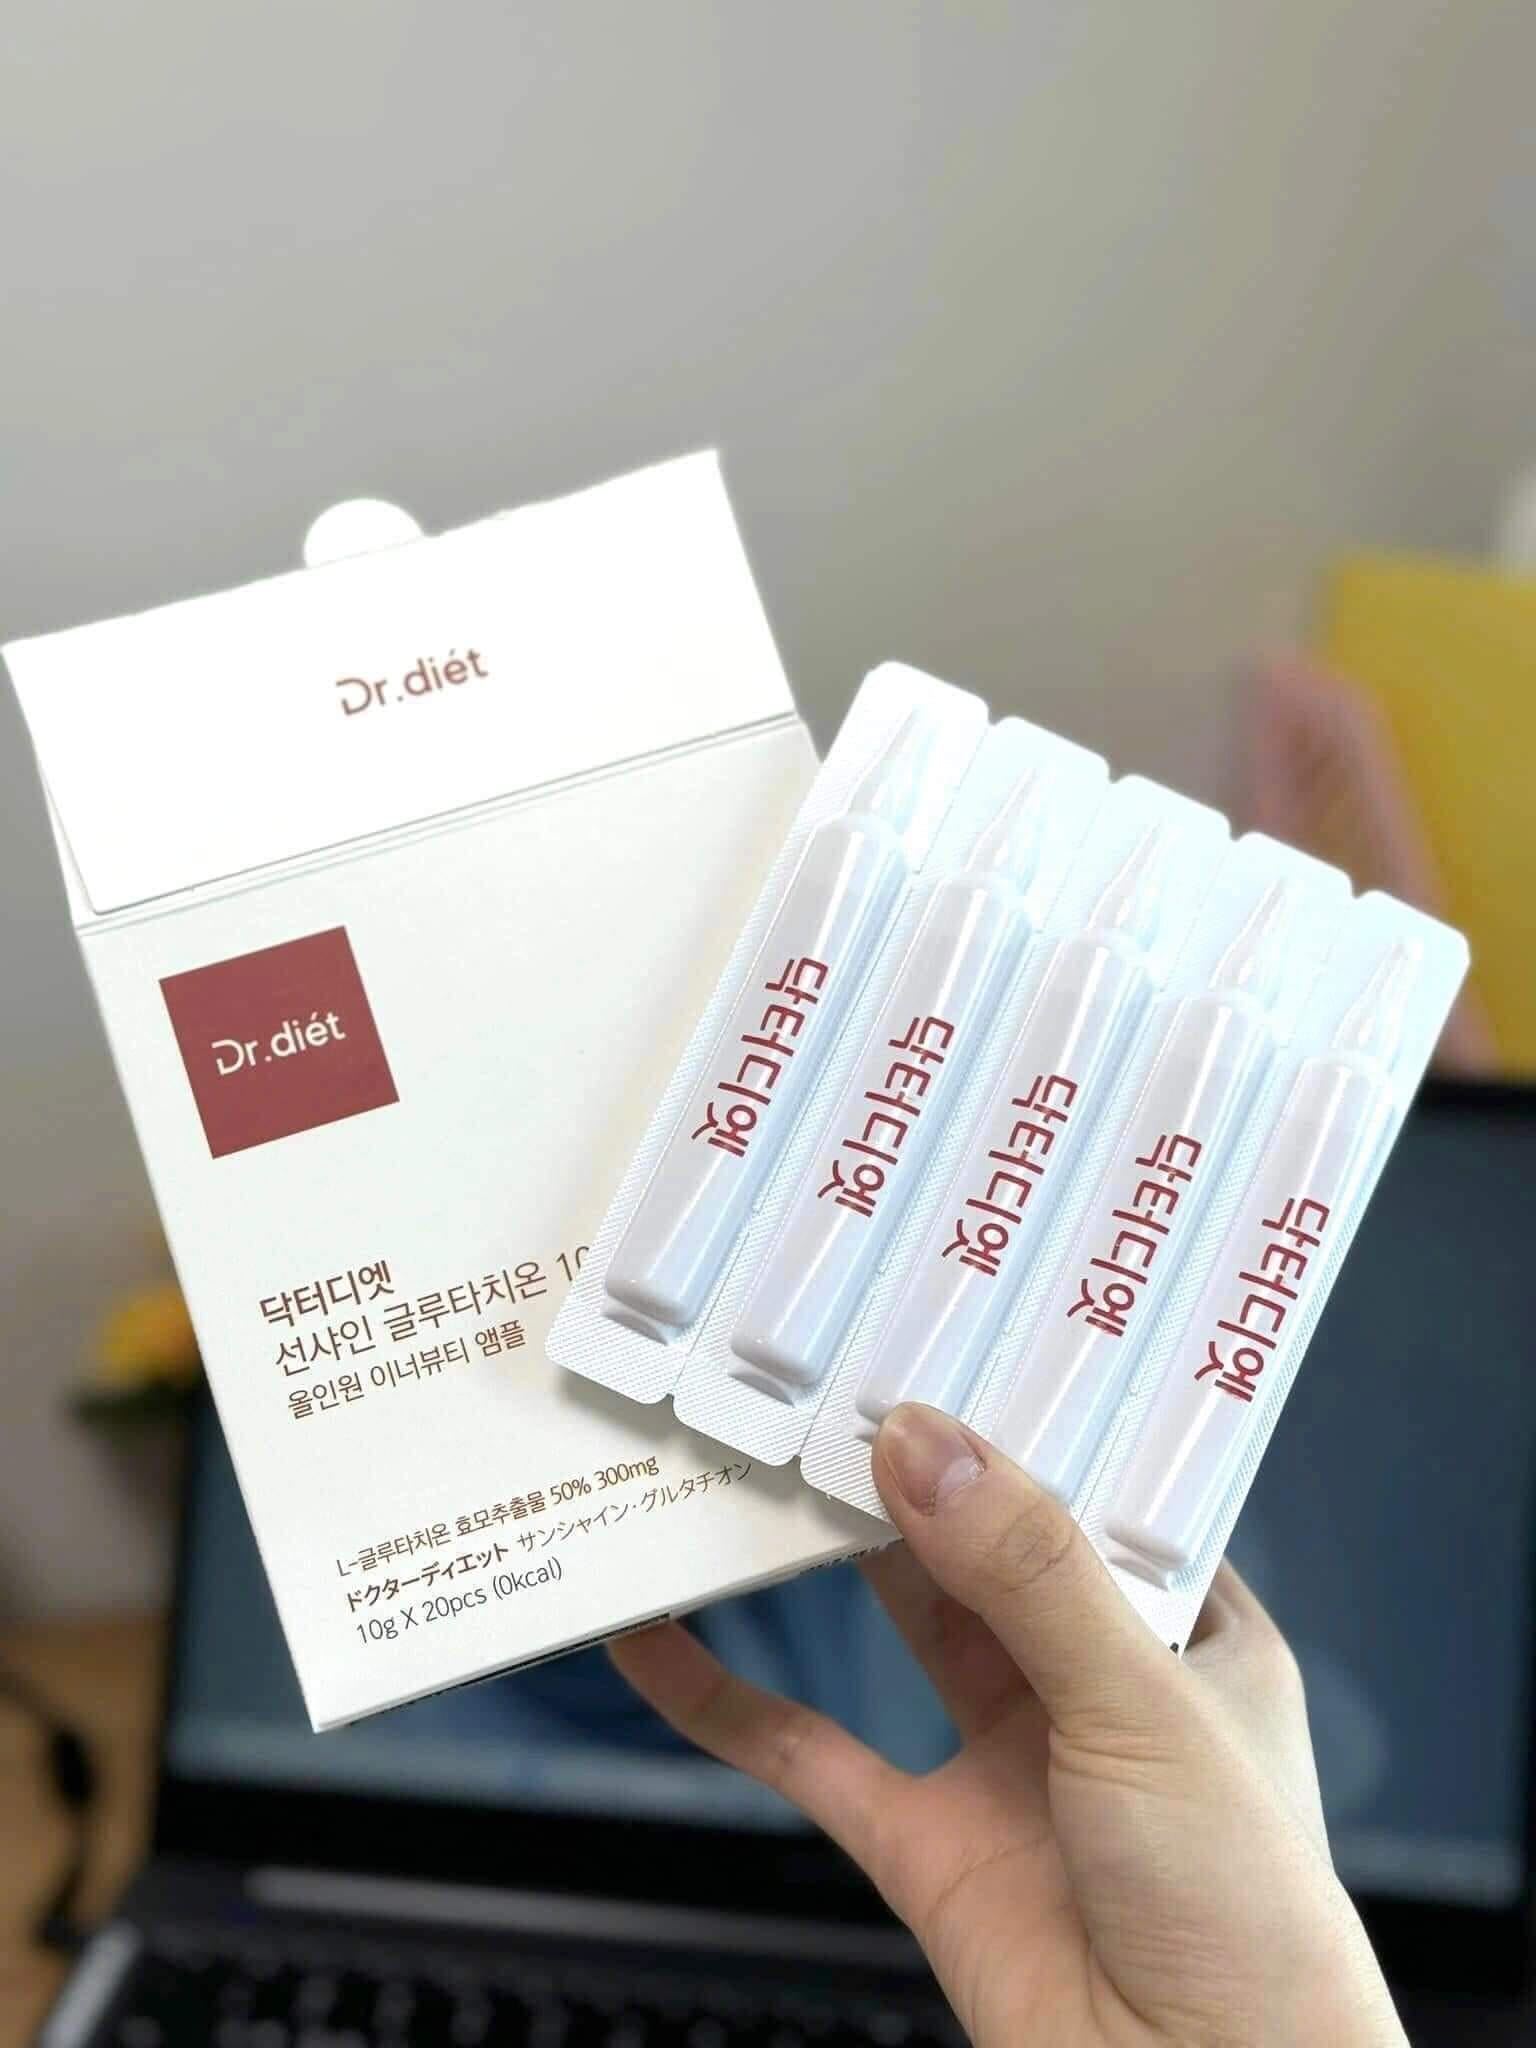 Dr.diét
Dr.diét
닥터디엣
선샤인 글루타치온
올인원 이너뷰티 앰플
L-글루타치온 효모추출물 50% 300mg
ドクターディエット サンシャイン・グルタチオン
10g X 20pcs (0kcal)
닥터디엣
닥터디엣
닥터디엣
닥터디엣
닥터디엣